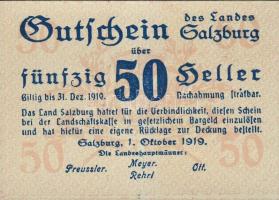 Gutschein des Landes Salzburg
über
fünfzig 50 Heller
Giltig bis 31. Dez. 1919. Nachahmung strafbar.
Das Land Salzburg haftet für die Verbindlichkeit, diesen Schein
bei der Landschaftskasse in gesetzlichem Bargeld einzulösen
und hat hiefür eine eigene Rücklage zur Deckung bestellt.
Salzburg, 1. Oktober 1919.
Die Landeshauptmänner:
Preussler. Meyer. Ott.
Rehrl
50 50
50 50